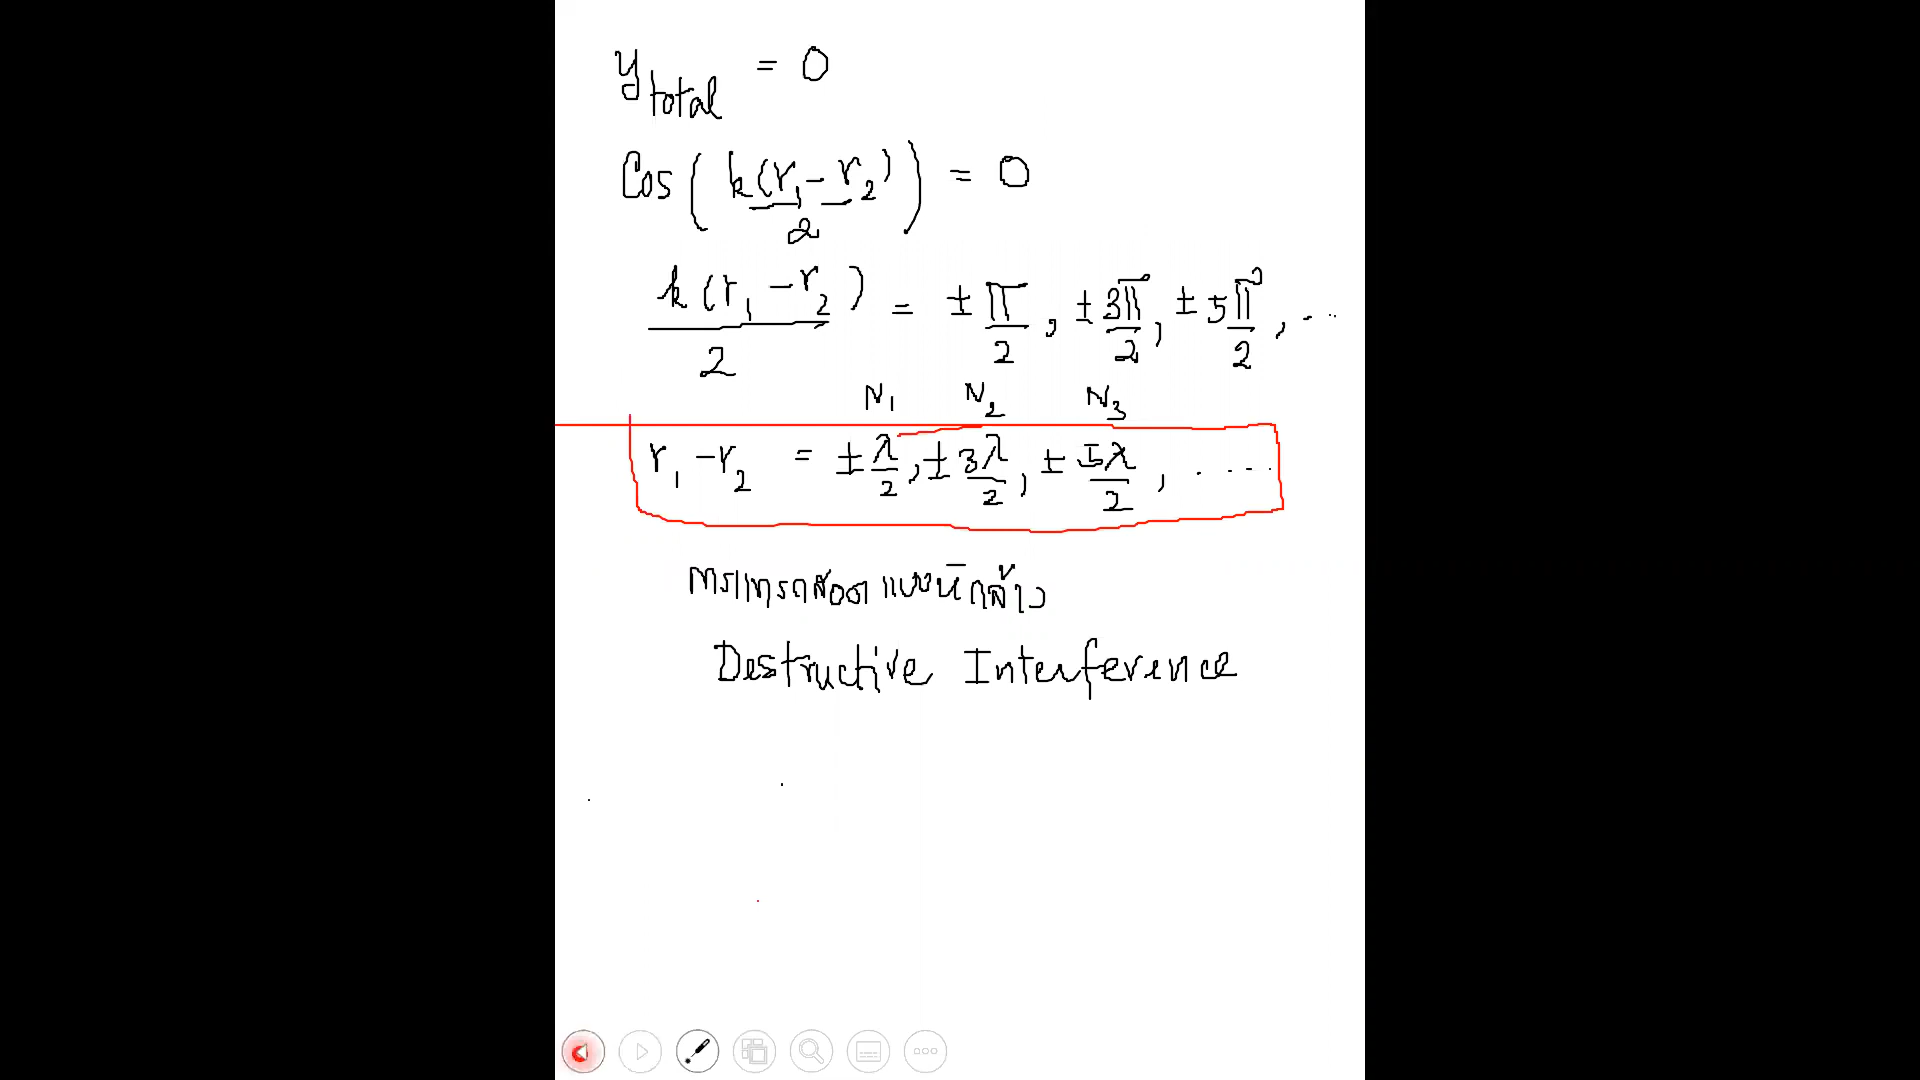 y_total = 0
Cos(k(r₁-r₂)/2) = 0
k(r₁-r₂)/2 = ±π/2, ±3π/2, ±5π/2, ...
N₁ N₂ N₃
r₁-r₂ = ±λ/2, ±3λ/2, ±5λ/2, .....
การแทรกสอดแบบหักล้าง
Destructive Interference